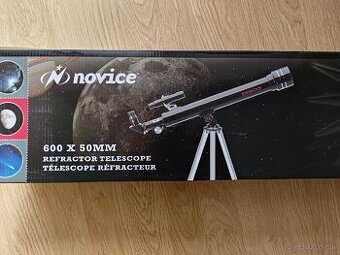 novice
600 X 50MM
REFRACTOR TELESCOPE
TÉLESCOPE RÉFRACTEUR